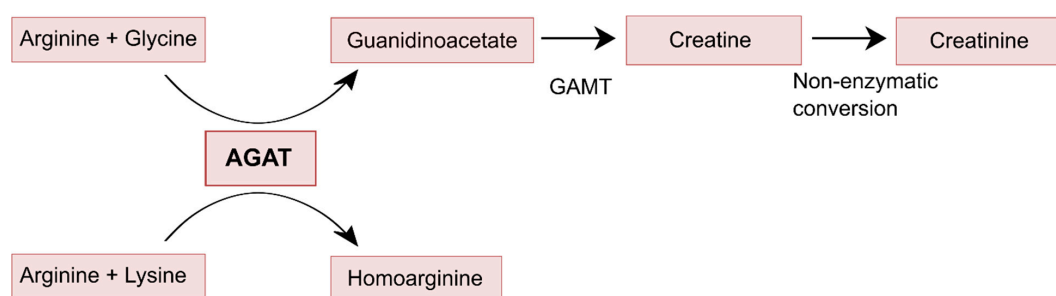 Arginine + Glycine
Guanidinoacetate
Creatine
Creatinine
GAMT
Non-enzymatic
conversion
AGAT
Arginine + Lysine
Homoarginine